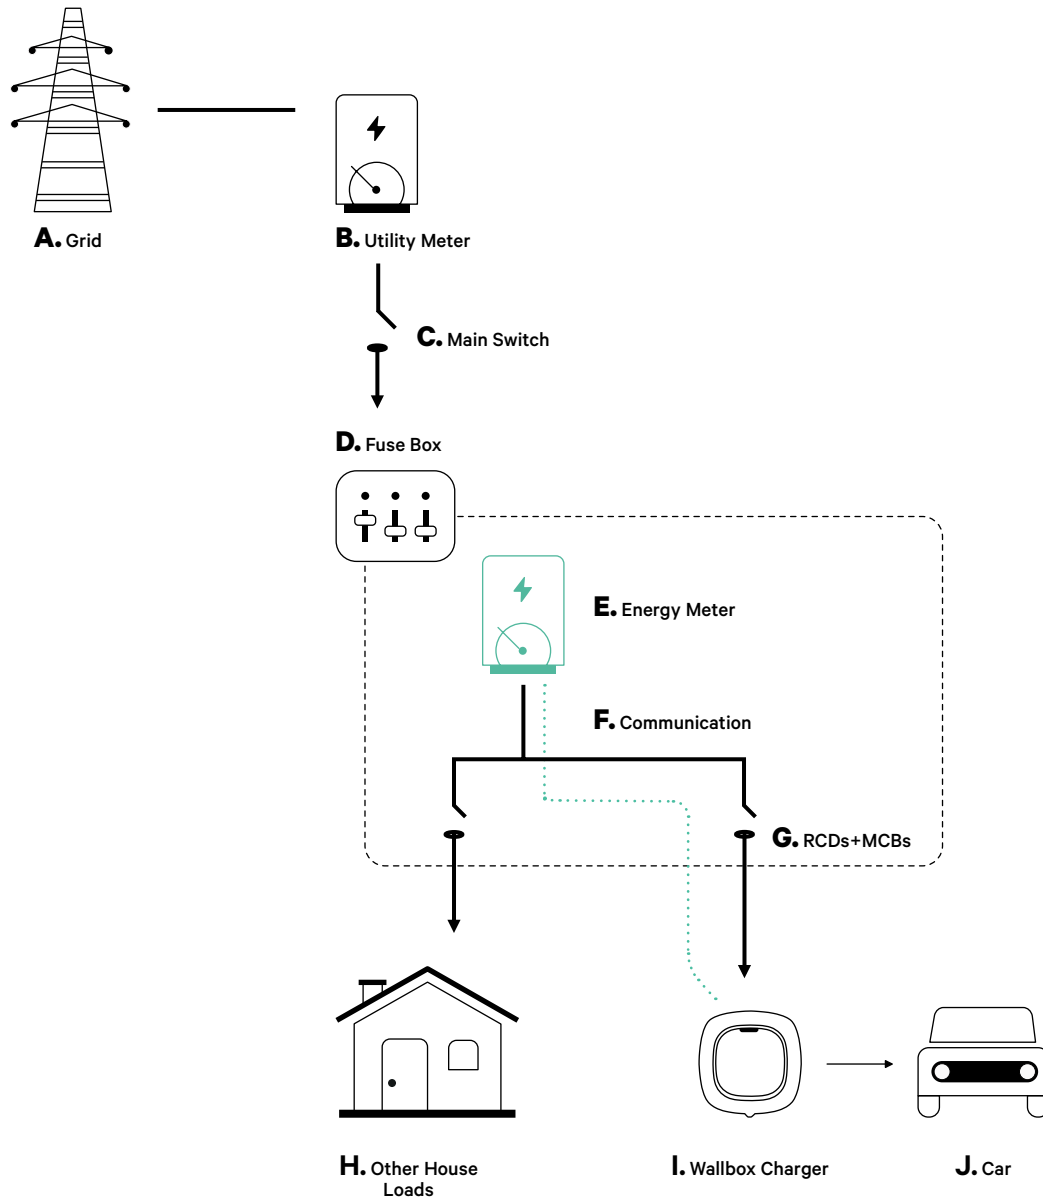 A. Grid
B. Utility Meter
C. Main Switch
D. Fuse Box
E. Energy Meter
F. Communication
G. RCDs+MCBs
H. Other House
Loads
I. Wallbox Charger
J. Car